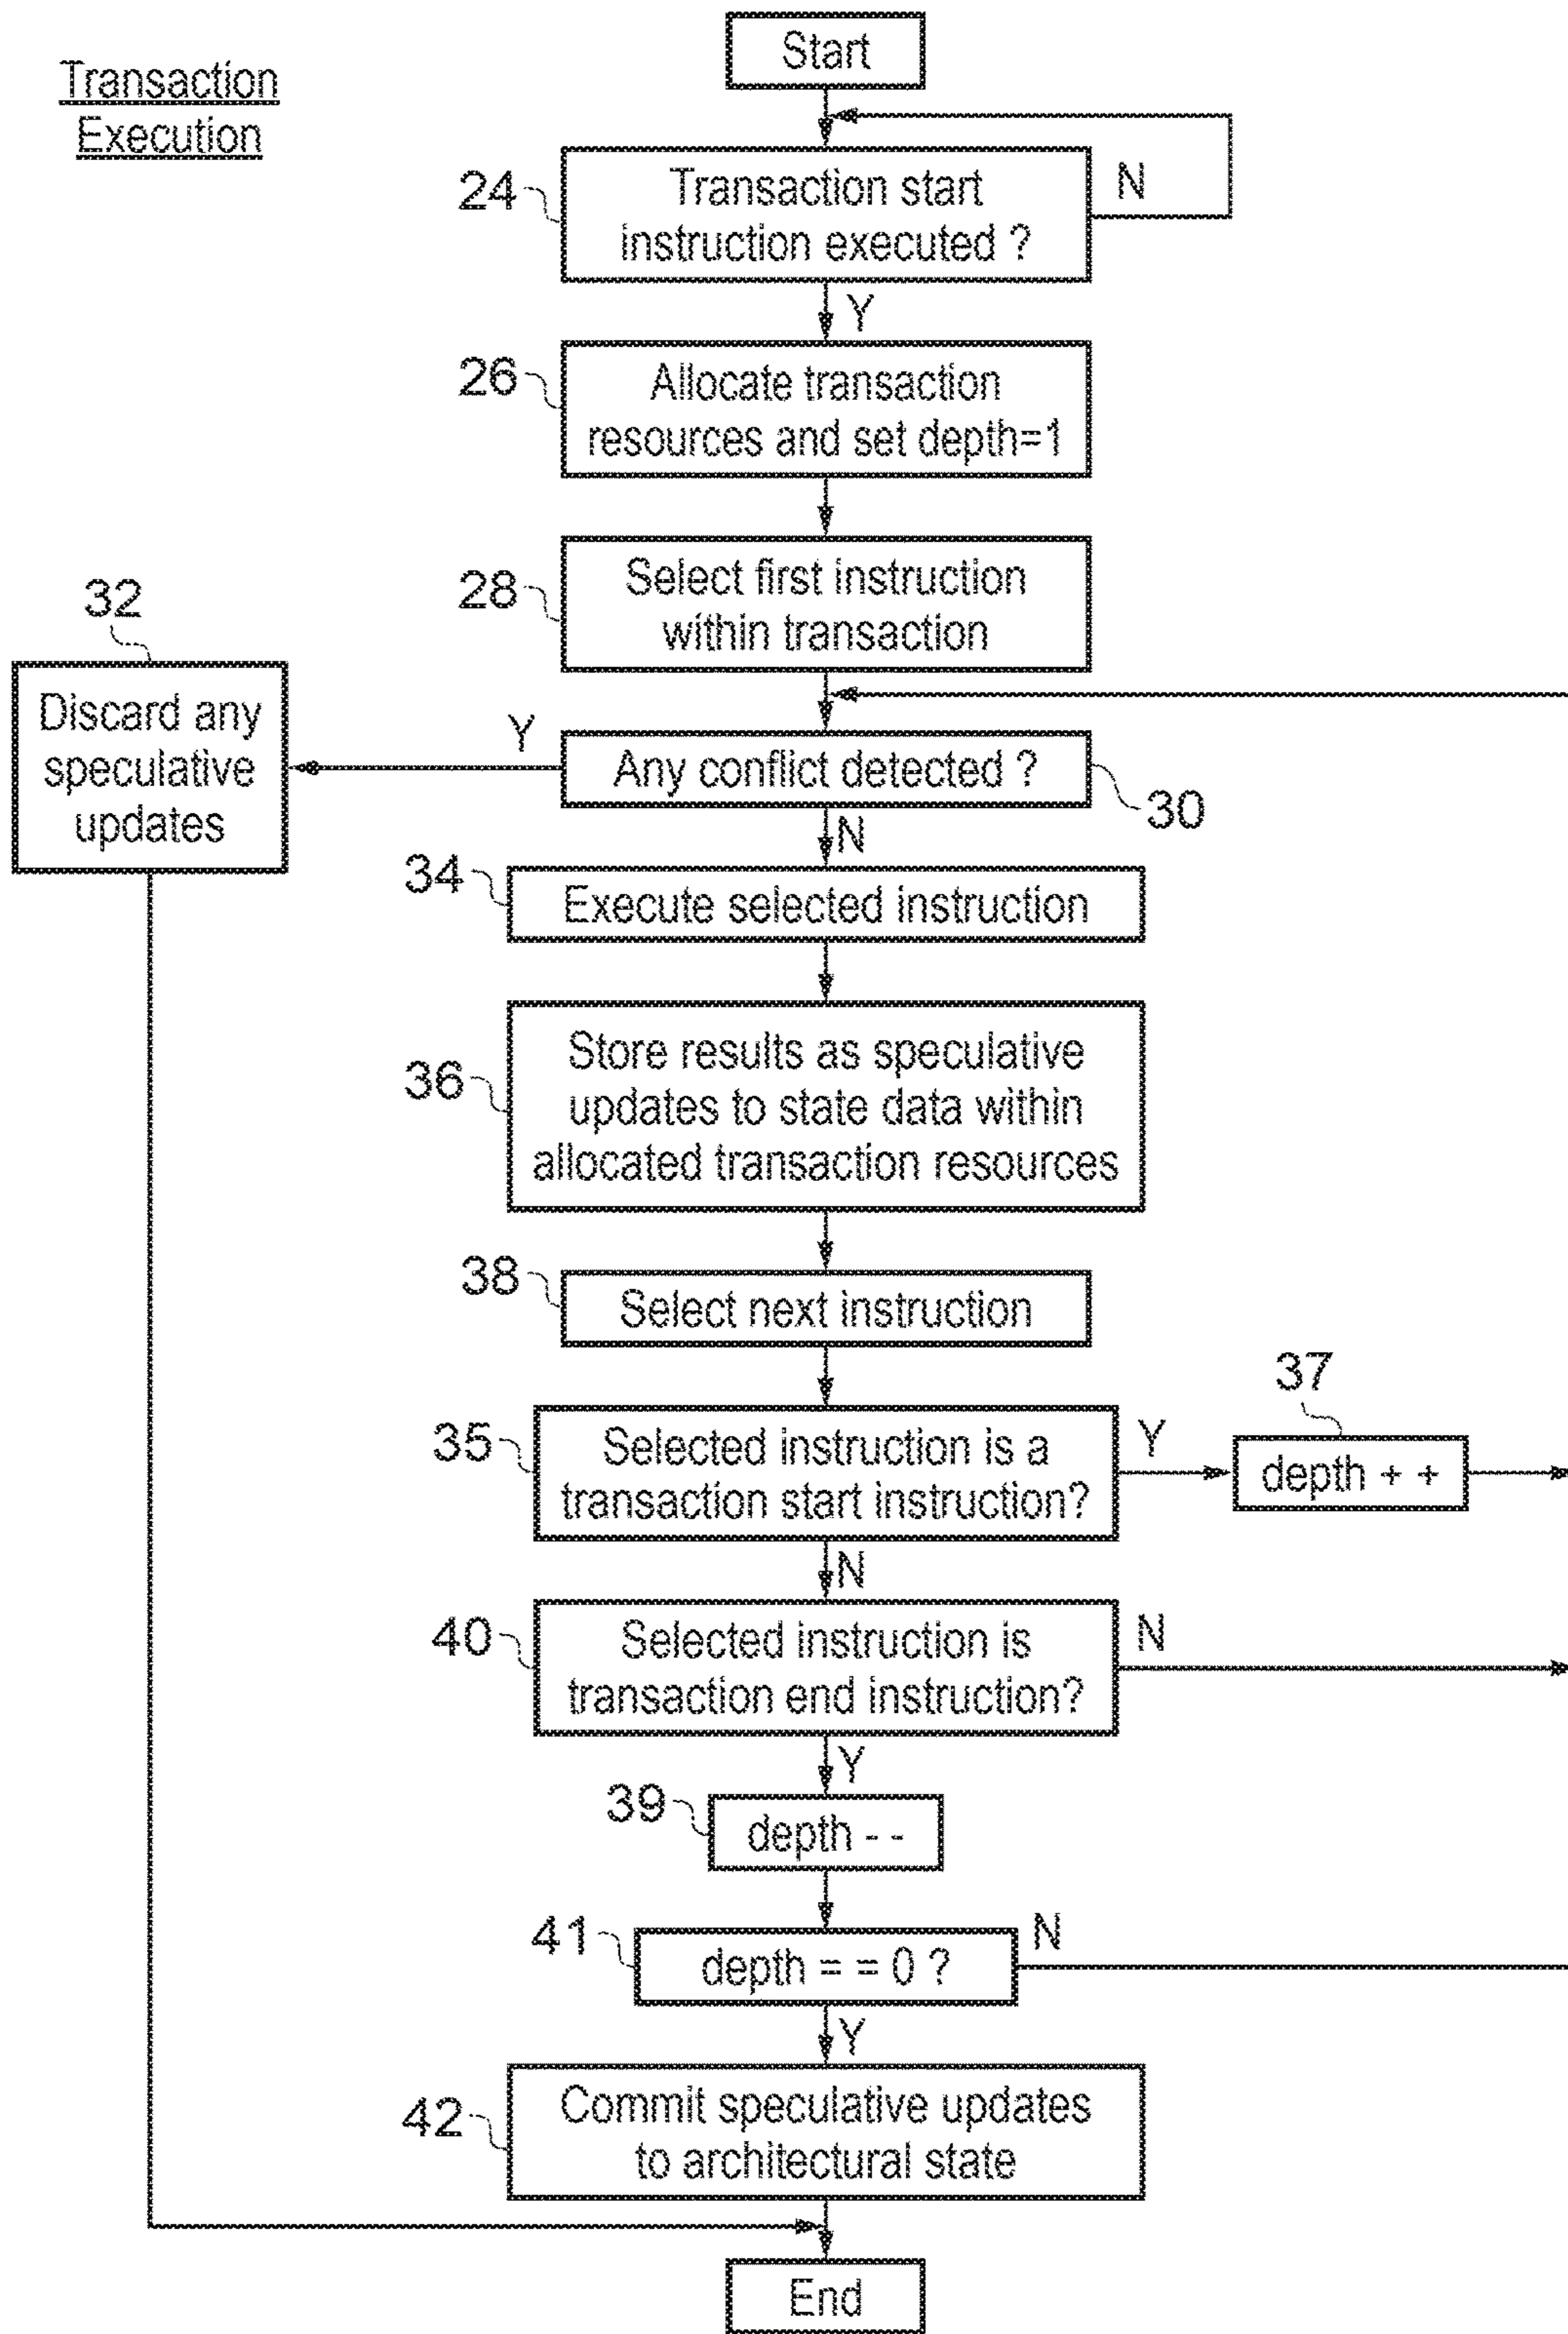 Transaction
Execution
Start
24
Transaction start
instruction executed ?
N
Y
26
Allocate transaction
resources and set depth=1
28
Select first instruction
within transaction
32
Discard any
speculative
updates
Y
Any conflict detected ?
30
N
34
Execute selected instruction
36
Store results as speculative
updates to state data within
allocated transaction resources
38
Select next instruction
35
Selected instruction is a
transaction start instruction?
Y
37
depth + +
N
40
Selected instruction is
transaction end instruction?
N
Y
39
depth - -
41
depth = = 0 ?
N
Y
42
Commit speculative updates
to architectural state
End